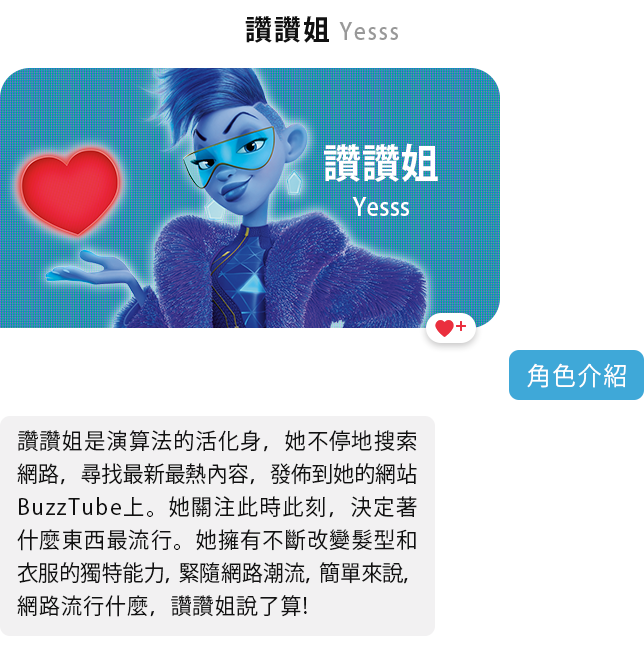 讚讚姐 Yesss
讚讚姐
Yesss
角色介紹
讚讚姐是演算法的活化身，她不停地搜索
網路，尋找最新最熱內容，發佈到她的網站
BuzzTube上。她關注此時此刻，決定著
什麼東西最流行。她擁有不斷改變髮型和
衣服的獨特能力, 緊隨網路潮流, 簡單來說,
網路流行什麼，讚讚姐說了算!